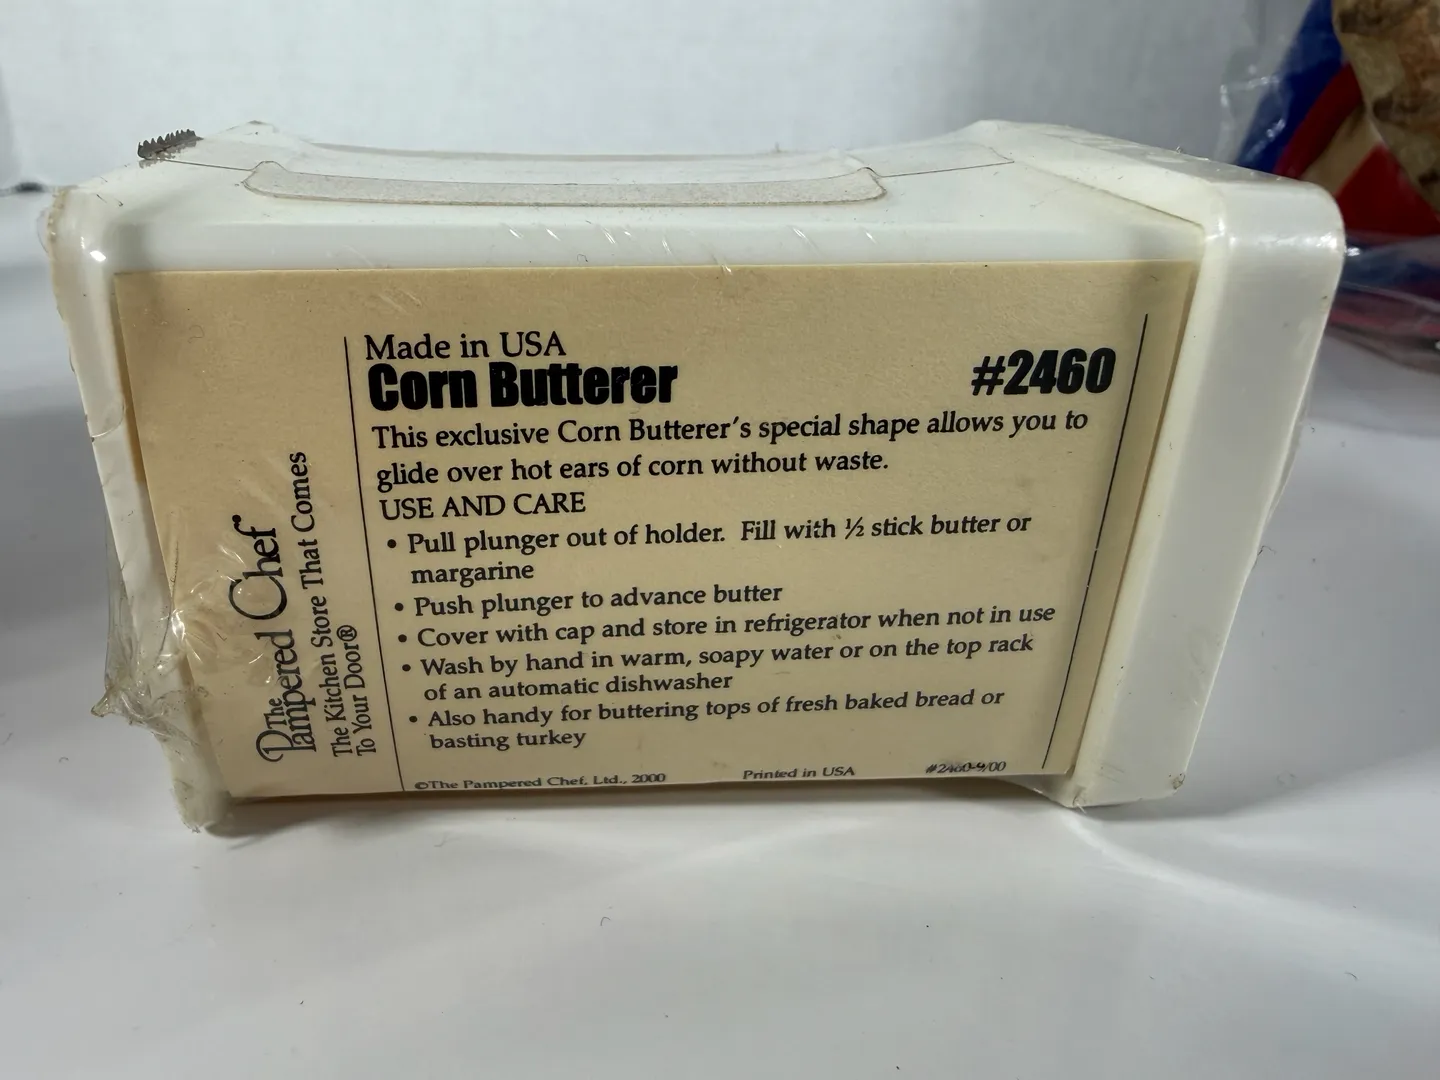 The
Pampered Chef®
The Kitchen Store That Comes
To Your Door®
Made in USA
Corn Butterer #2460
This exclusive Corn Butterer's special shape allows you to
glide over hot ears of corn without waste.
USE AND CARE
• Pull plunger out of holder. Fill with ½ stick butter or
margarine
• Push plunger to advance butter
• Cover with cap and store in refrigerator when not in use
• Wash by hand in warm, soapy water or on the top rack
of an automatic dishwasher
• Also handy for buttering tops of fresh baked bread or
basting turkey
©The Pampered Chef, Ltd., 2000 Printed in USA #2460-9/00